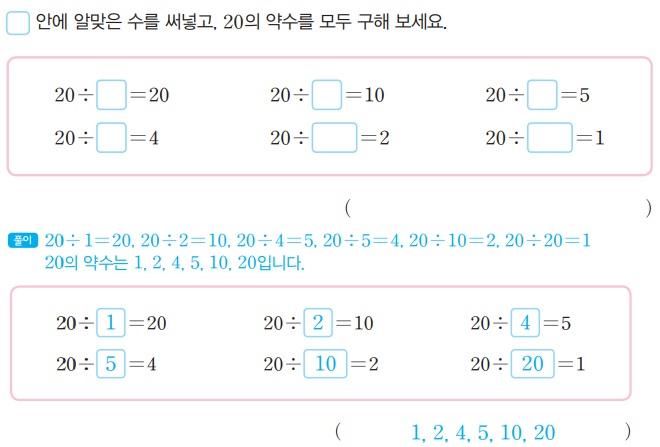 □ 안에 알맞은 수를 써넣고, 20의 약수를 모두 구해 보세요.
20÷□=20 20÷□=10 20÷□=5
20÷□=4 20÷□=2 20÷□=1
( )
풀이 20÷1=20, 20÷2=10, 20÷4=5, 20÷5=4, 20÷10=2, 20÷20=1
20의 약수는 1, 2, 4, 5, 10, 20입니다.
20÷1=20 20÷2=10 20÷4=5
20÷5=4 20÷10=2 20÷20=1
( 1, 2, 4, 5, 10, 20 )